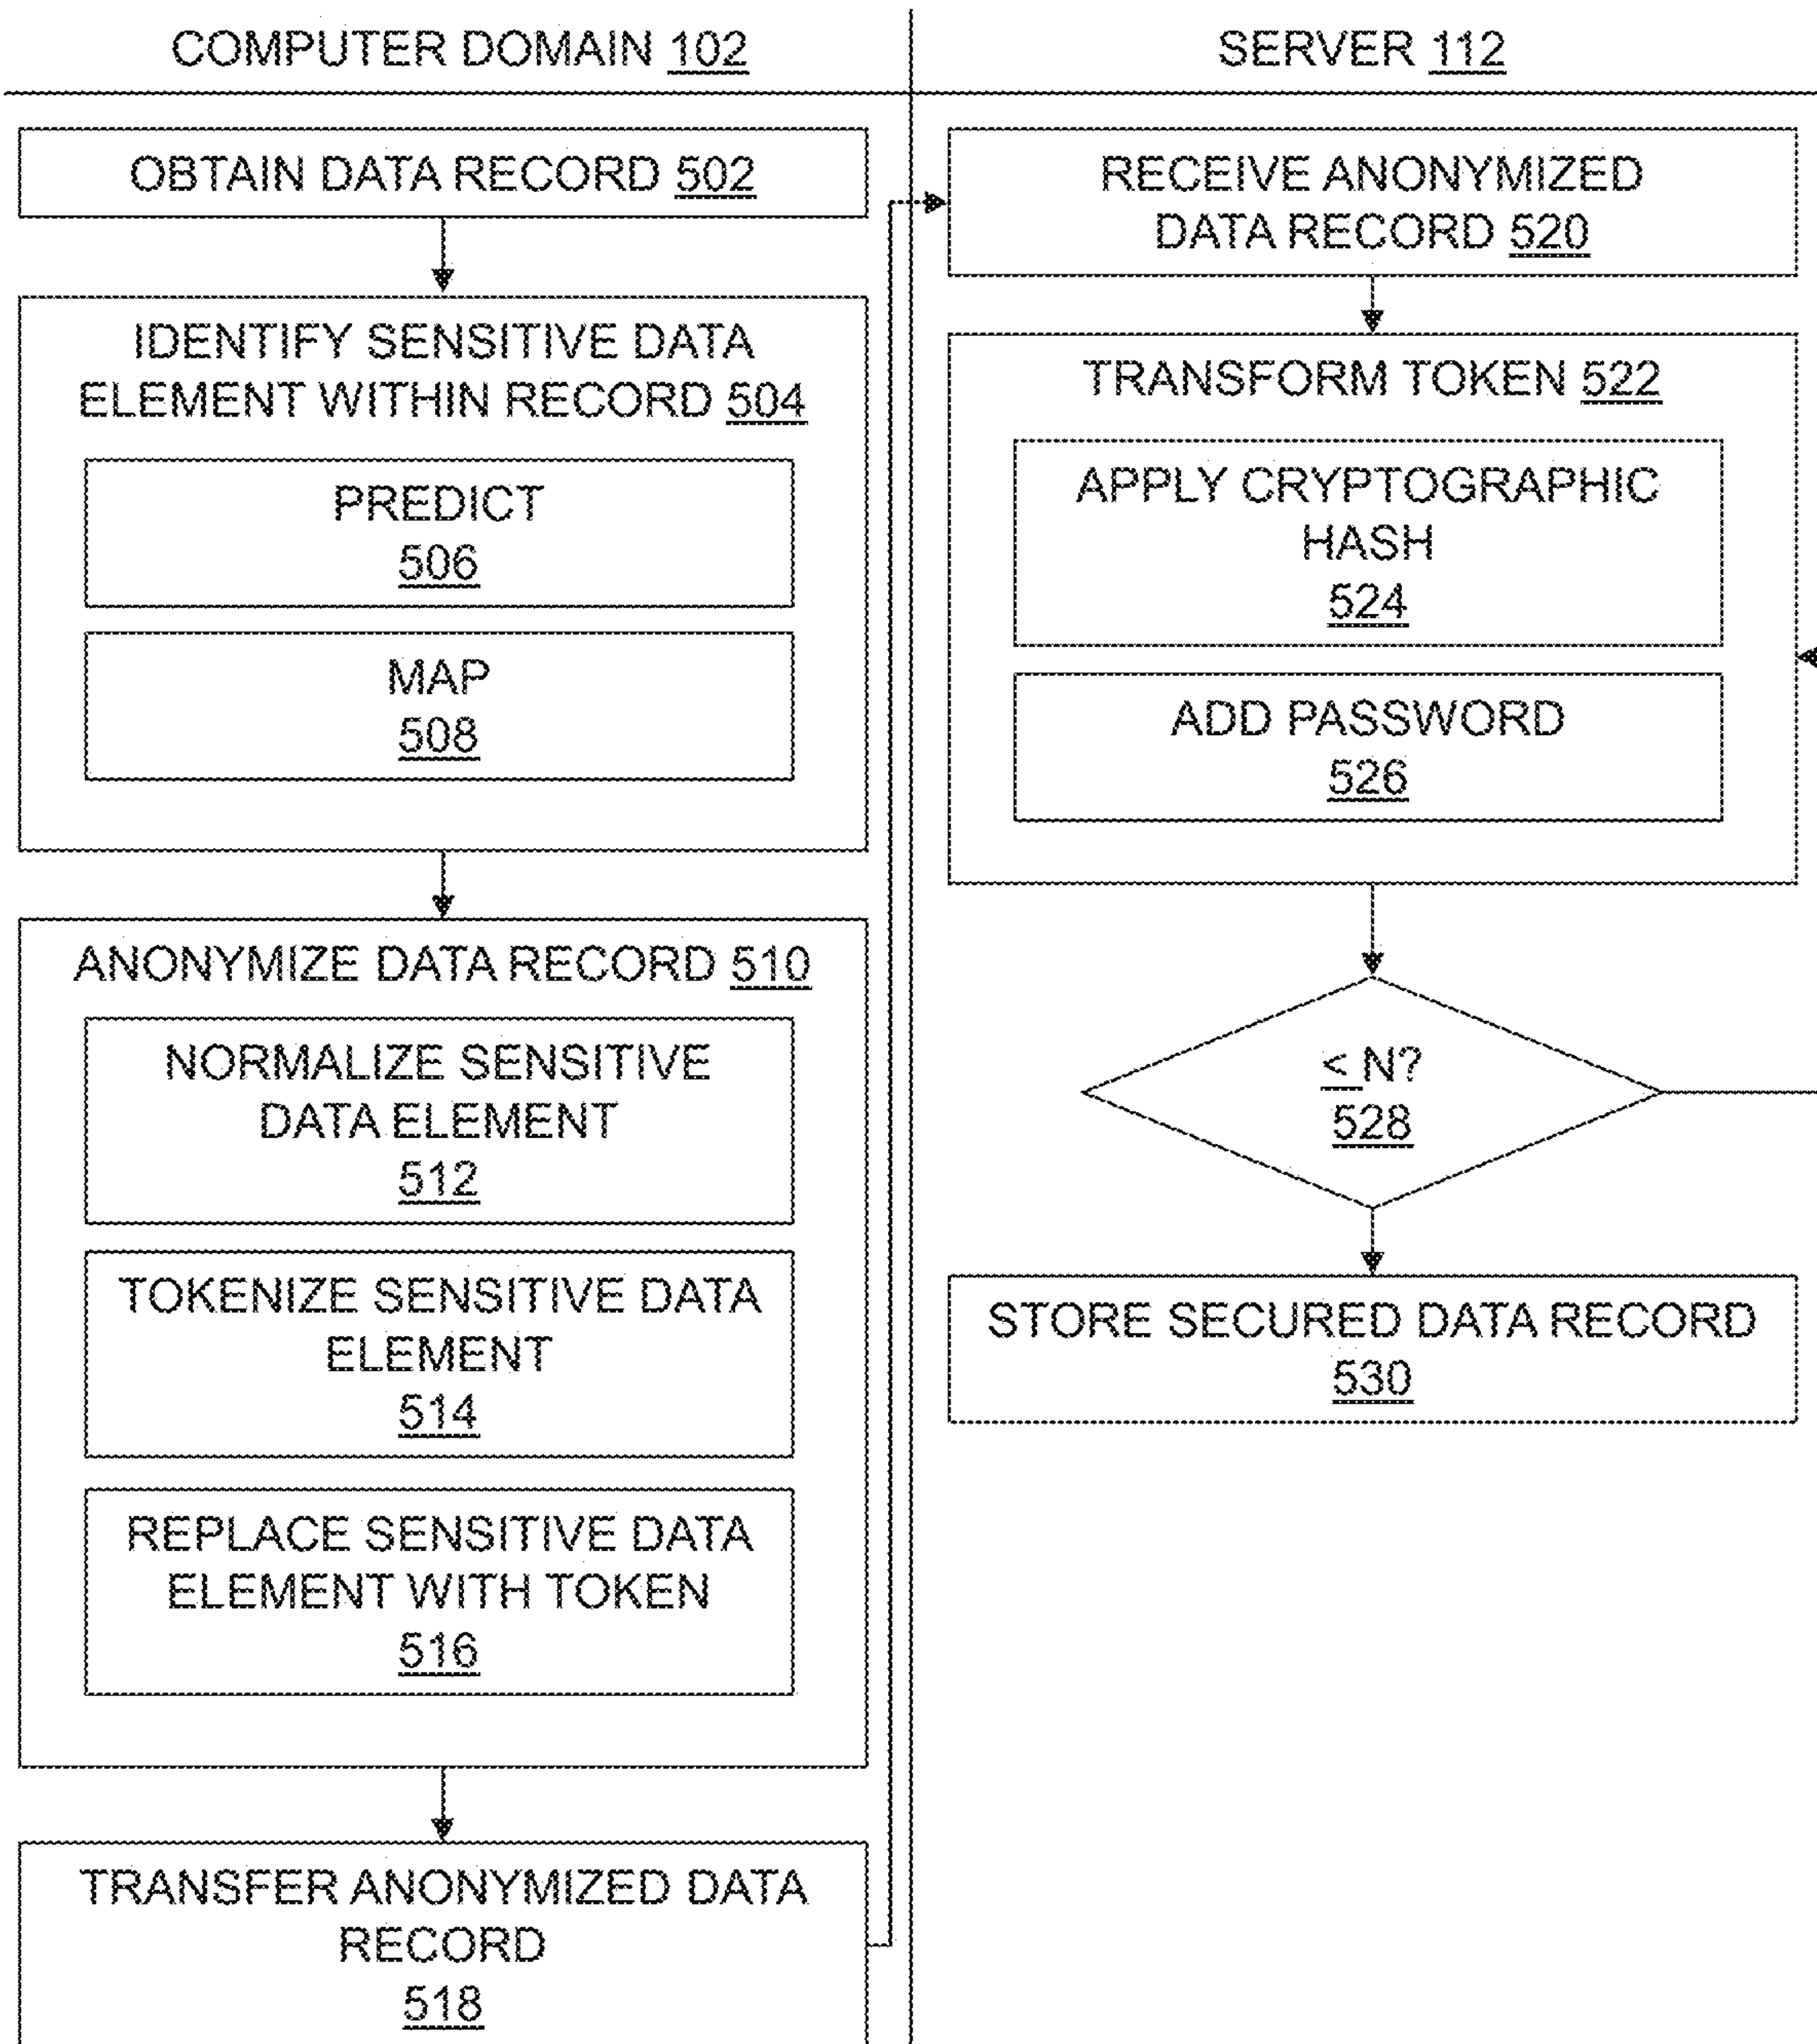 COMPUTER DOMAIN 102
OBTAIN DATA RECORD 502
IDENTIFY SENSITIVE DATA
ELEMENT WITHIN RECORD 504
PREDICT
506
MAP
508
ANONYMIZE DATA RECORD 510
NORMALIZE SENSITIVE
DATA ELEMENT
512
TOKENIZE SENSITIVE DATA
ELEMENT
514
REPLACE SENSITIVE DATA
ELEMENT WITH TOKEN
516
TRANSFER ANONYMIZED DATA
RECORD
518
SERVER 112
RECEIVE ANONYMIZED
DATA RECORD 520
TRANSFORM TOKEN 522
APPLY CRYPTOGRAPHIC
HASH
524
ADD PASSWORD
526
< N?
528
STORE SECURED DATA RECORD
530